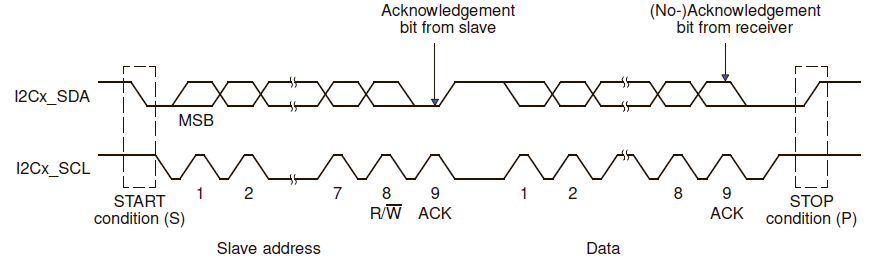 Acknowledgement
bit from slave
(No-)Acknowledgement
bit from receiver
I2Cx_SDA
MSB
I2Cx_SCL
1 2 7 8 9 1 2 8 9
START
condition (S)
R/W̅ ACK
ACK
STOP
condition (P)
Slave address
Data